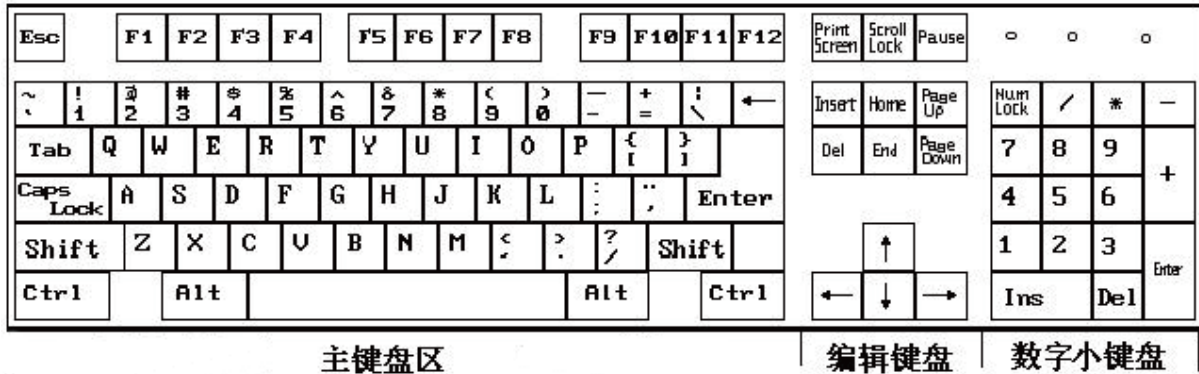 Esc F1 F2 F3 F4 F5 F6 F7 F8 F9 F10 F11 F12 Print Screen Scroll Lock Pause
~ ` ! 1 @ 2 # 3 $ 4 % 5 ^ 6 & 7 * 8 ( 9 ) 0 — - + = ¦ \ ← Insert Home Page Up Num Lock / * —
Tab Q W E R T Y U I O P { [ } ] Del End Page Down 7 8 9 +
Caps Lock A S D F G H J K L : ; " , Enter 4 5 6
Shift Z X C V B N M < , > . ? / Shift ↑ 1 2 3 Enter
Ctrl Alt Alt Ctrl ← ↓ → Ins Del
主键盘区 编辑键盘 数字小键盘